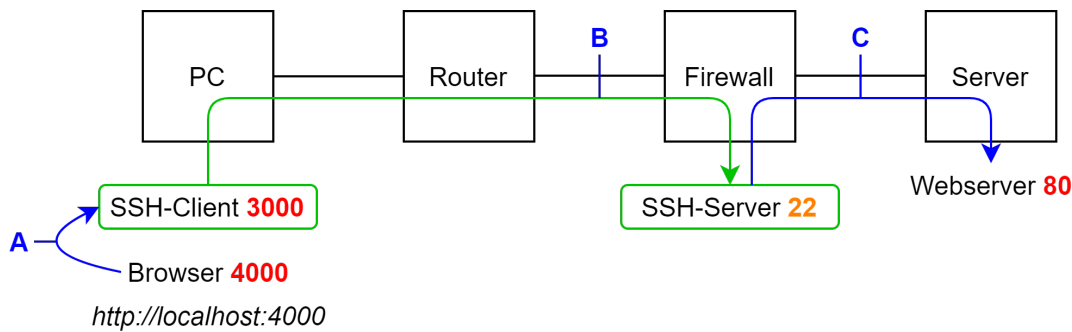 B
C
PC
Router
Firewall
Server
SSH-Client 3000
SSH-Server 22
Webserver 80
A
Browser 4000
http://localhost:4000